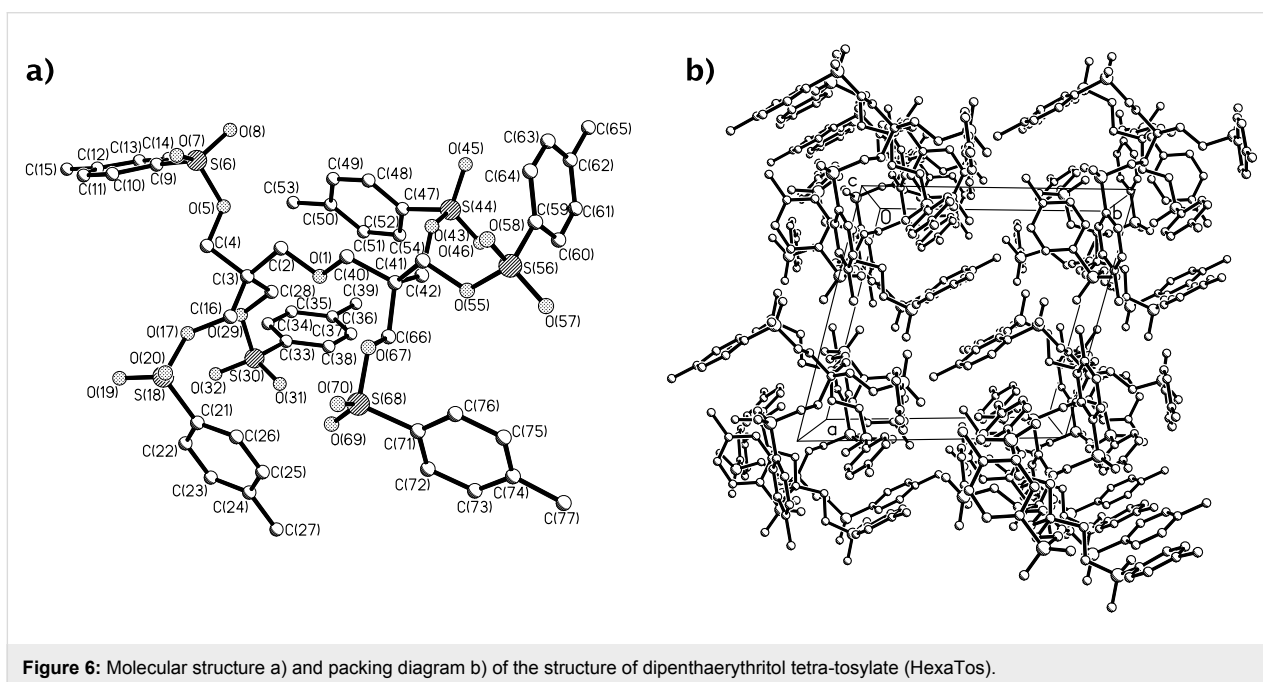 a)
b)
O(8)
C(14)
O(7)
C(13)
C(12)
C(15)
S(6)
C(11)
C(10)
C(9)
O(5)
C(4)
C(2)
O(1)
C(3)
C(28)
C(40)
C(16)
O(29)
C(35)
C(39)
C(36)
C(34)
C(37)
O(17)
C(33)
C(38)
O(20)
O(19)
S(18)
O(32)
S(30)
O(31)
C(21)
C(22)
C(26)
C(25)
C(23)
C(24)
C(27)
C(49)
C(48)
C(53)
C(47)
O(45)
S(44)
C(50)
C(52)
C(51)
C(54)
O(43)
O(46)
C(41)
C(42)
O(58)
C(63)
C(65)
C(64)
C(62)
C(59)
C(61)
C(60)
S(56)
O(55)
O(57)
C(66)
O(67)
O(70)
S(68)
O(69)
C(71)
C(76)
C(75)
C(72)
C(74)
C(73)
C(77)
c
0
b
a
Figure 6: Molecular structure a) and packing diagram b) of the structure of dipenthaerythritol tetra-tosylate (HexaTos).